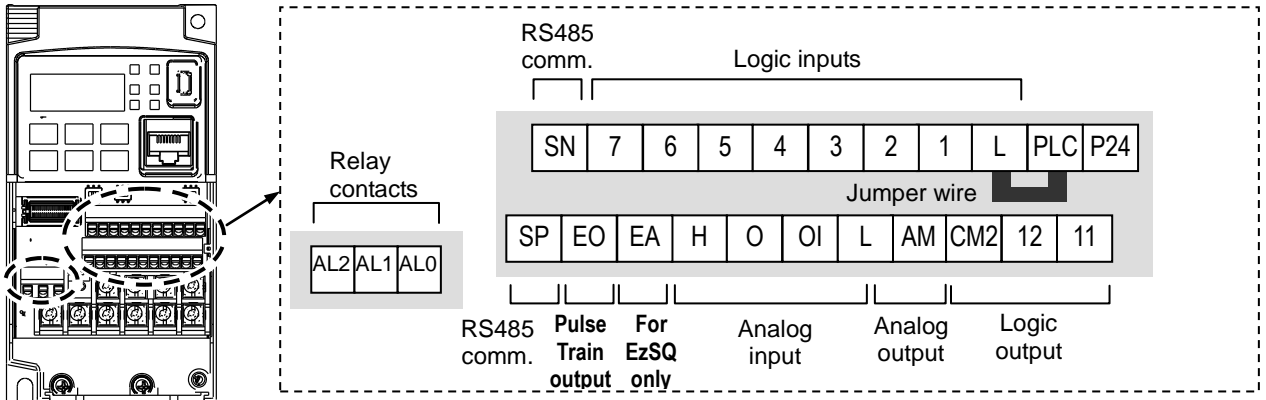 RS485
comm.
Logic inputs
SN 7 6 5 4 3 2 1 L PLC P24
Relay
contacts
Jumper wire
SP EO EA H O OI L AM CM2 12 11
AL2 AL1 AL0
RS485
comm.
Pulse
Train
output
For
EzSQ
only
Analog
input
Analog
output
Logic
output